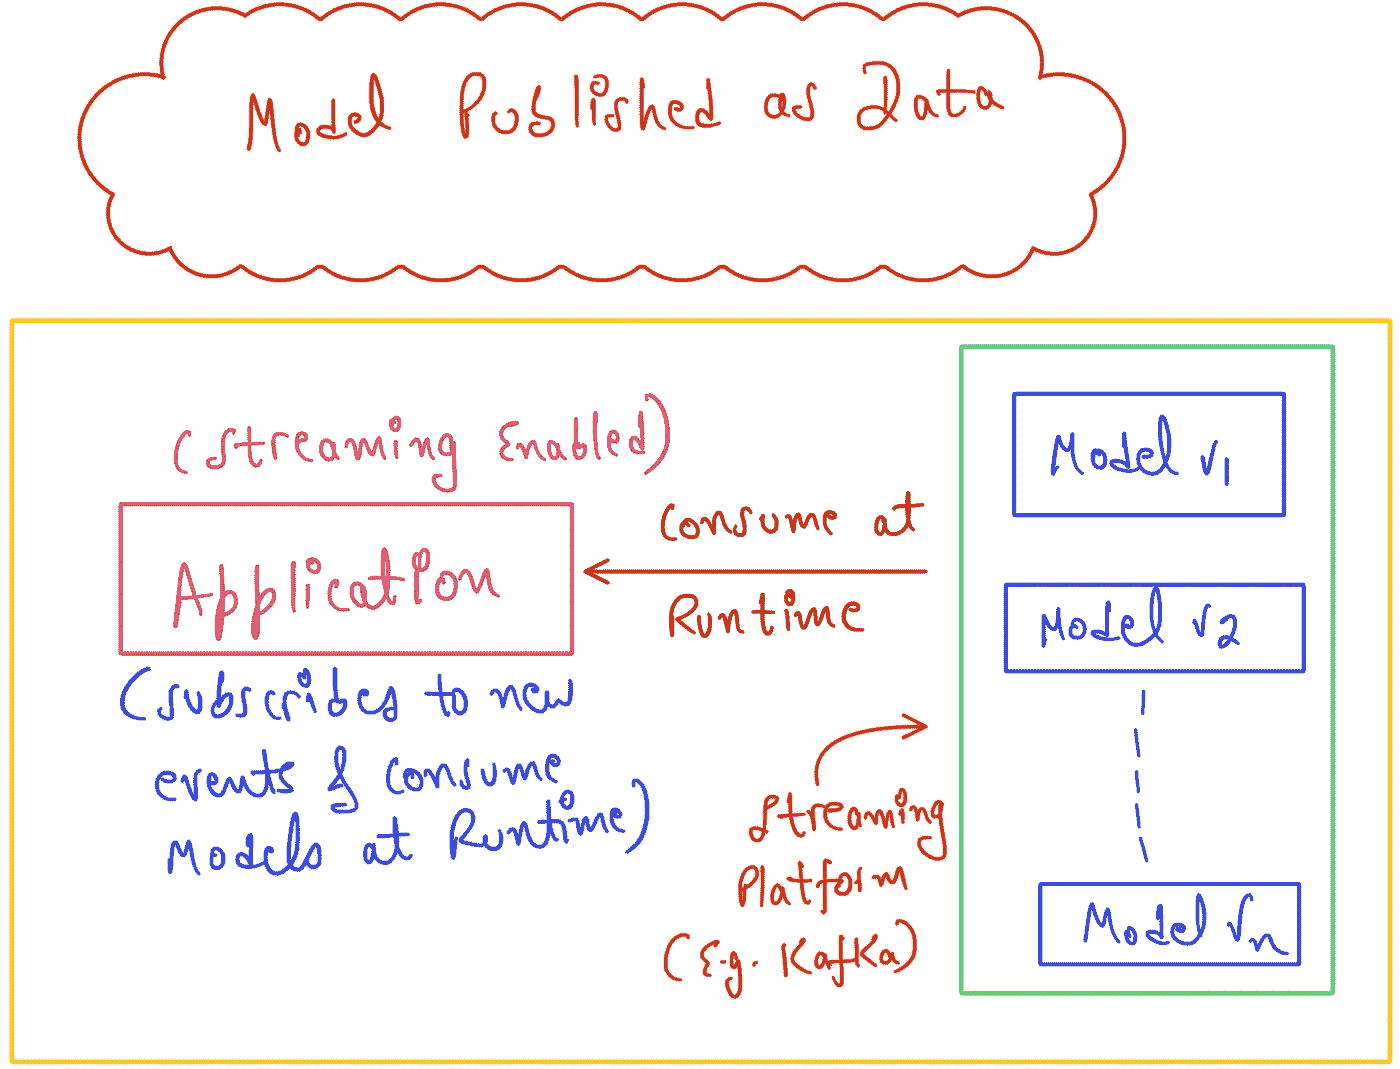 Model Published as Data
(Streaming Enabled)
Application
(subscribes to new
events & consume
Models at Runtime)
Consume at
Runtime
Streaming
Platform
(E.g. Kafka)
Model v1
Model v2
Model vn